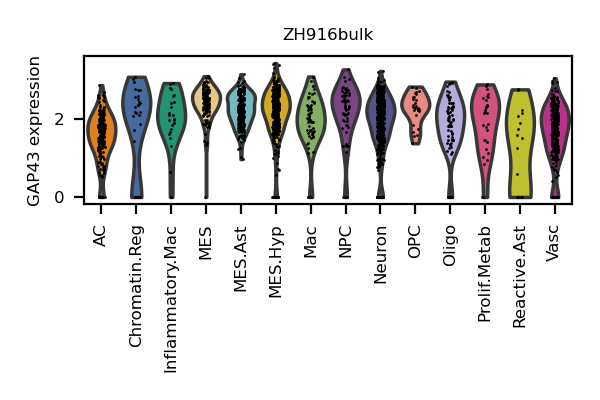 ZH916bulk
GAP43 expression
2
0
AC
Chromatin.Reg
Inflammatory.Mac
MES
MES.Ast
MES.Hyp
Mac
NPC
Neuron
OPC
Oligo
Prolif.Metab
Reactive.Ast
Vasc